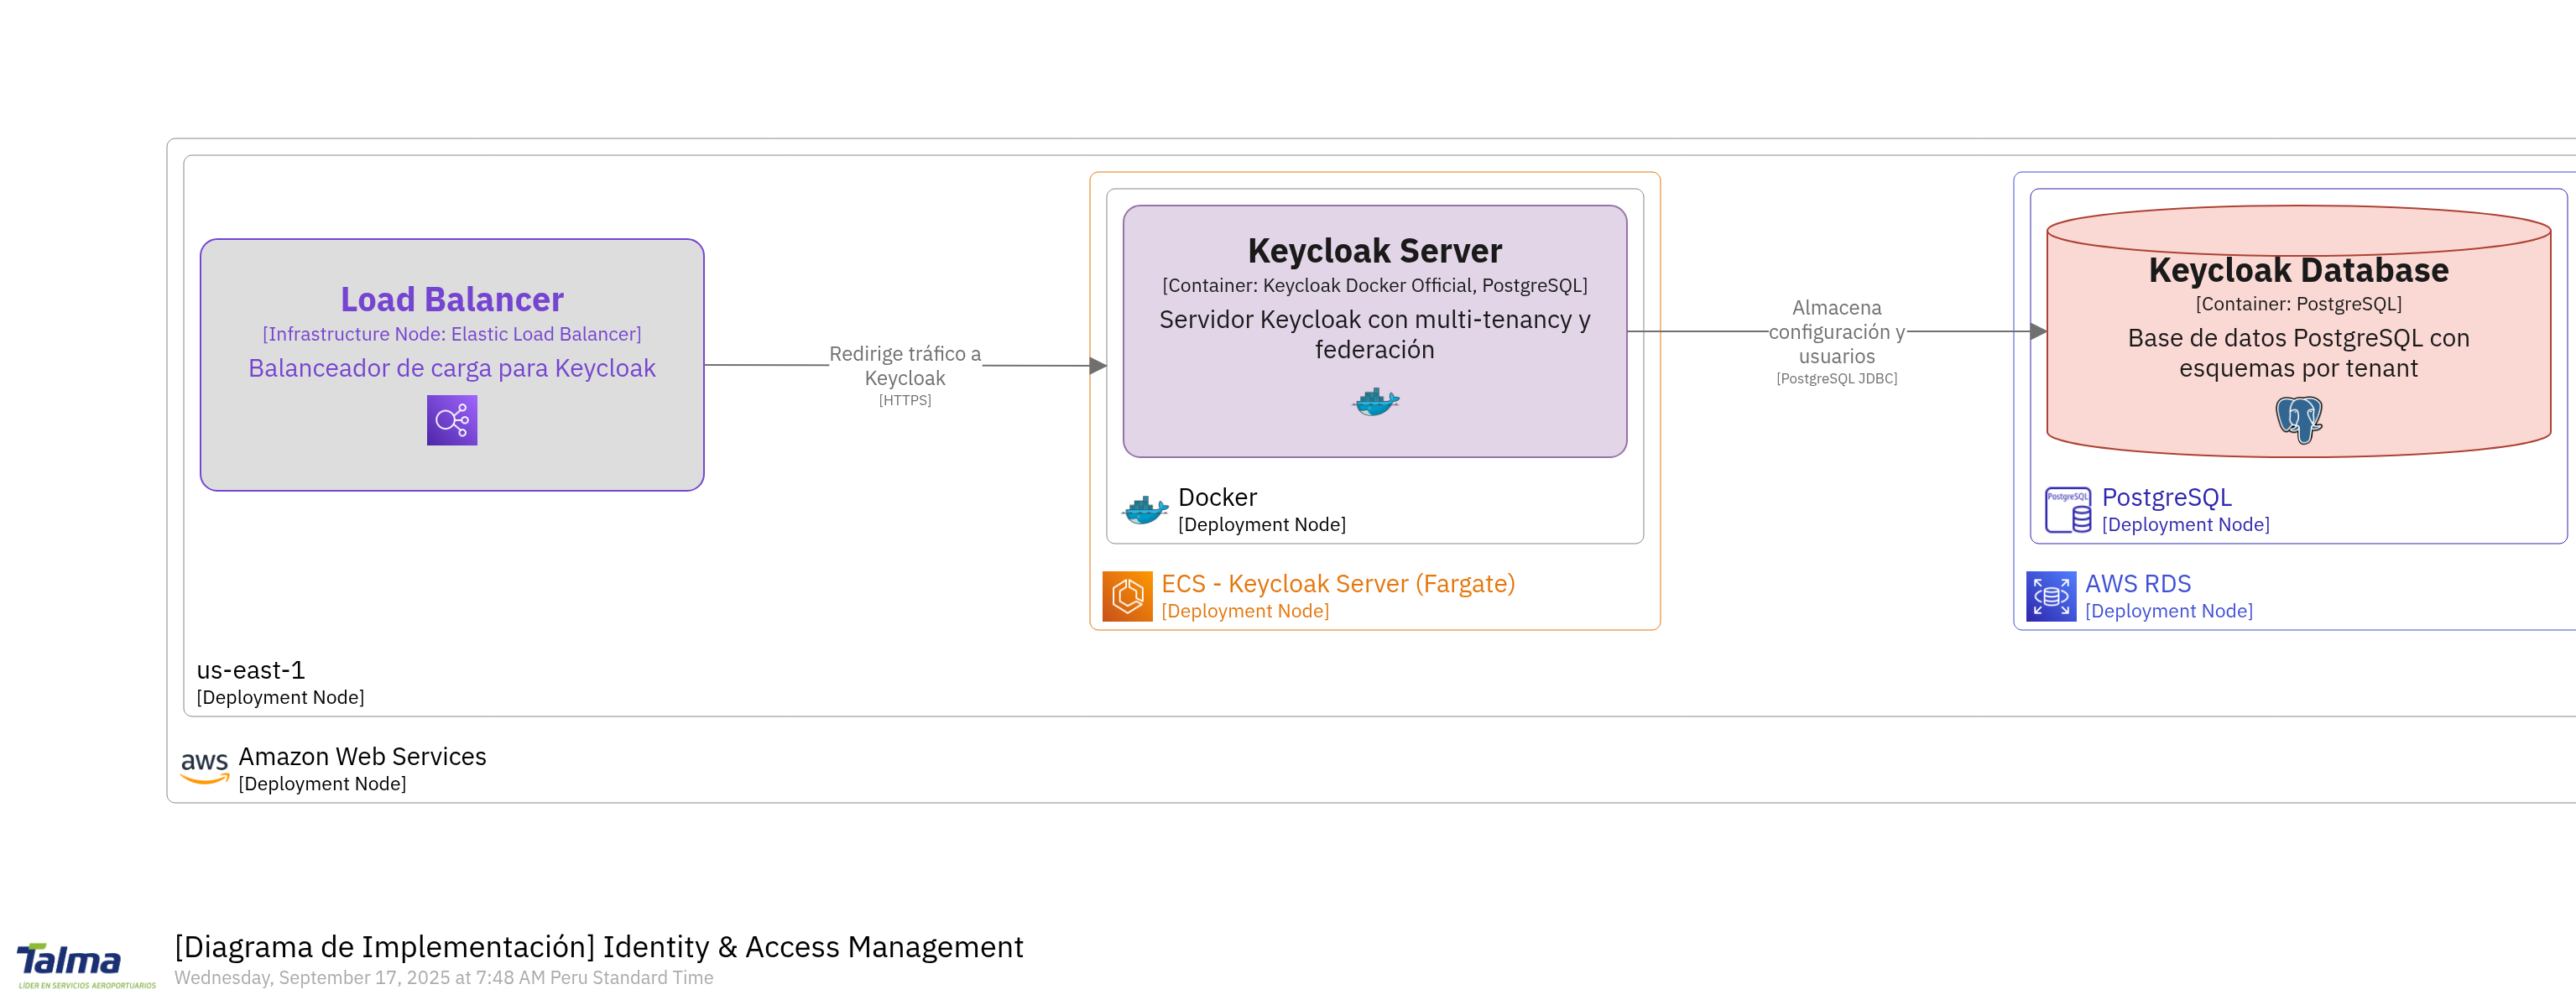 Load Balancer
[Infrastructure Node: Elastic Load Balancer]
Balanceador de carga para Keycloak
Redirige tráfico a
Keycloak
[HTTPS]
Keycloak Server
[Container: Keycloak Docker Official, PostgreSQL]
Servidor Keycloak con multi-tenancy y
federación
Docker
[Deployment Node]
ECS - Keycloak Server (Fargate)
[Deployment Node]
Almacena
configuración y
usuarios
[PostgreSQL JDBC]
Keycloak Database
[Container: PostgreSQL]
Base de datos PostgreSQL con
esquemas por tenant
PostgreSQL
PostgreSQL
[Deployment Node]
AWS RDS
[Deployment Node]
us-east-1
[Deployment Node]
aws
Amazon Web Services
[Deployment Node]
Talma
LÍDER EN SERVICIOS AEROPORTUARIOS
[Diagrama de Implementación] Identity & Access Management
Wednesday, September 17, 2025 at 7:48 AM Peru Standard Time